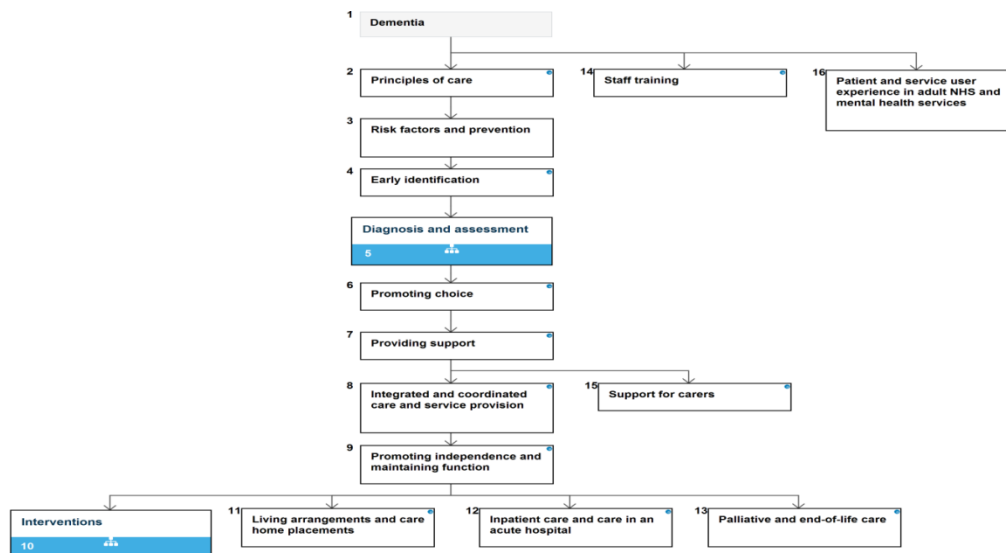 1
Dementia
2
Principles of care
14
Staff training
16
Patient and service user
experience in adult NHS and
mental health services
3
Risk factors and prevention
4
Early identification
Diagnosis and assessment
5
6
Promoting choice
7
Providing support
8
Integrated and coordinated
care and service provision
15
Support for carers
9
Promoting independence and
maintaining function
Interventions
10
11
Living arrangements and care
home placements
12
Inpatient care and care in an
acute hospital
13
Palliative and end-of-life care